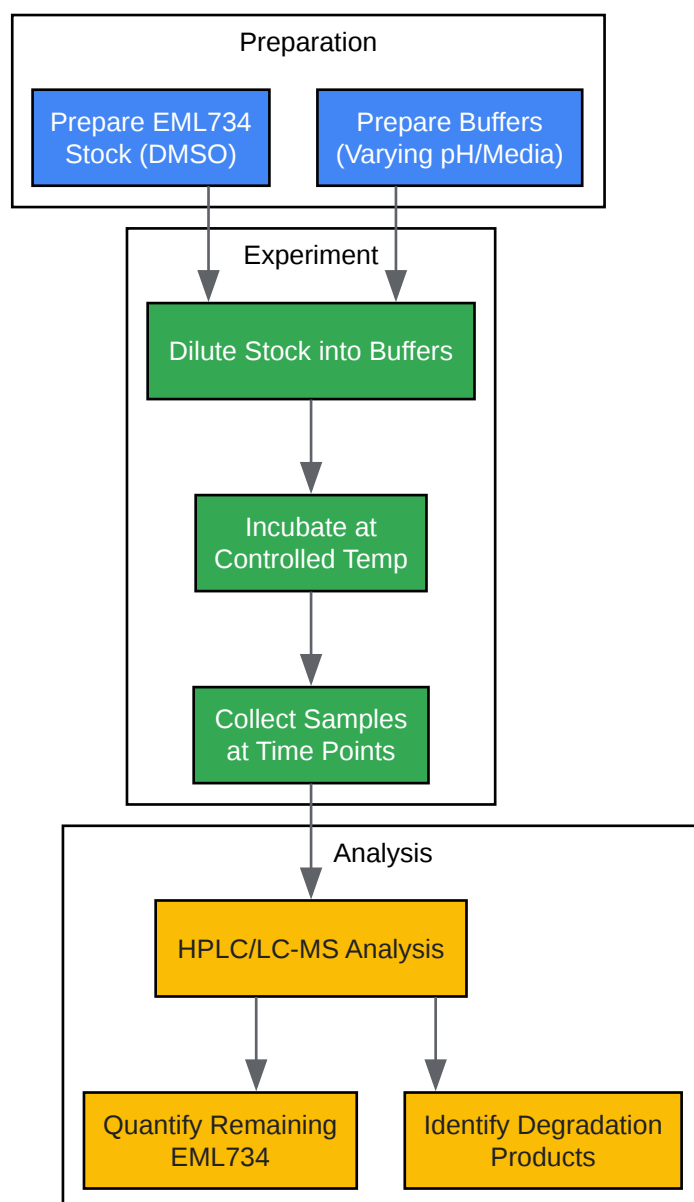 Preparation
Prepare EML734
Stock (DMSO)
Prepare Buffers
(Varying pH/Media)
Experiment
Dilute Stock into Buffers
Incubate at
Controlled Temp
Collect Samples
at Time Points
Analysis
HPLC/LC-MS Analysis
Quantify Remaining
EML734
Identify Degradation
Products